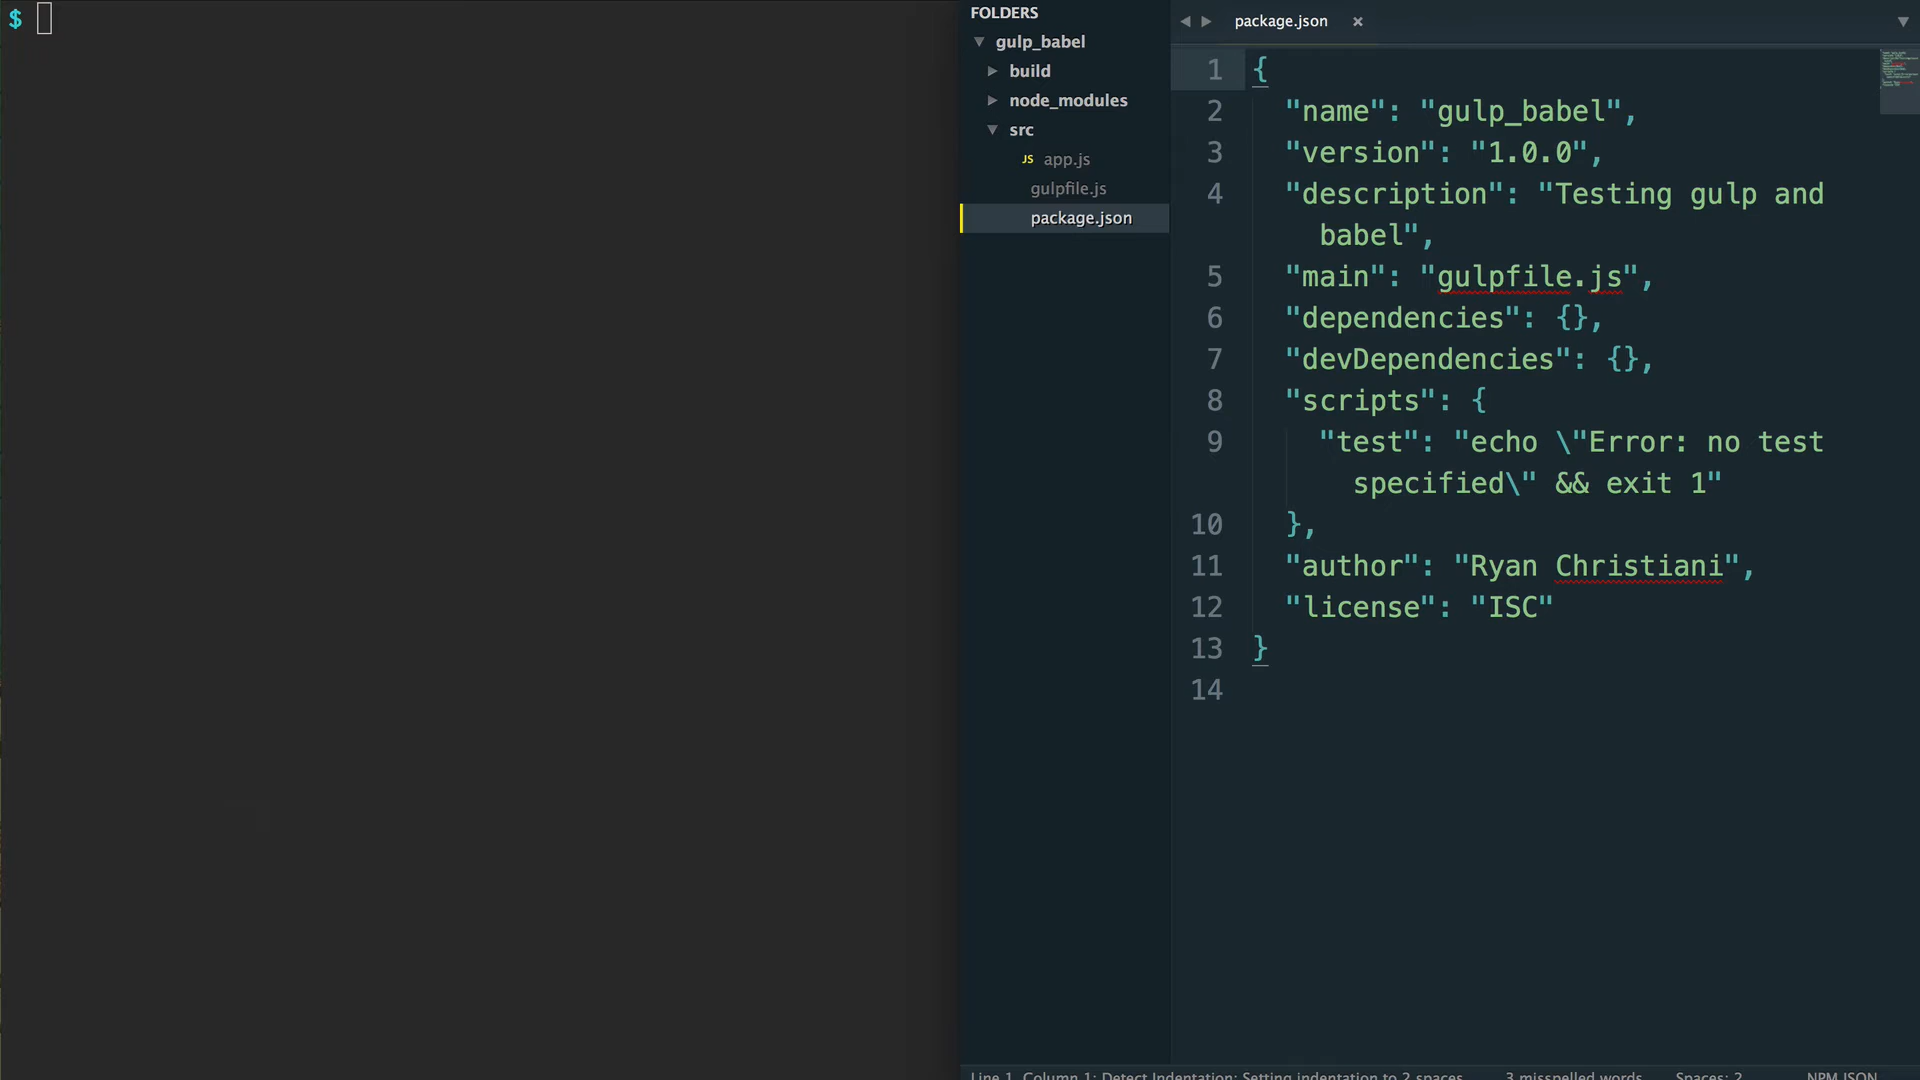 $
FOLDERS
gulp_babel
build
node_modules
src
JS app.js
gulpfile.js
package.json
package.json ×
1 {
2 "name": "gulp_babel",
3 "version": "1.0.0",
4 "description": "Testing gulp and
babel",
5 "main": "gulpfile.js",
6 "dependencies": {},
7 "devDependencies": {},
8 "scripts": {
9 "test": "echo \"Error: no test
specified\" && exit 1"
10 },
11 "author": "Ryan Christiani",
12 "license": "ISC"
13 }
14
Line 1, Column 1; Detect Indentation: Setting indentation to 2 spaces 3 misspelled words Spaces: 2 NPM JSON